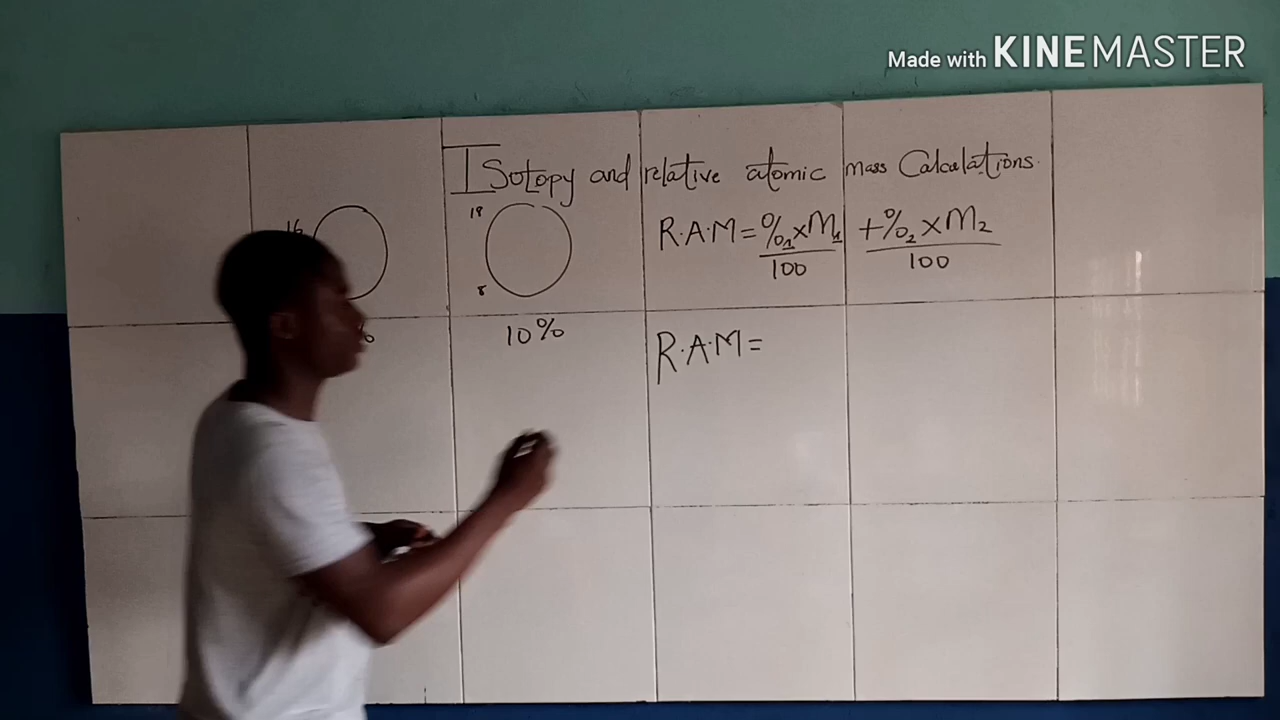 Made with KINEMASTER
Isotopy and relative atomic mass Calculations.
16
18
8
10%
R.A.M = %₁ x M₁ / 100 + %₂ x M₂ / 100
R.A.M =